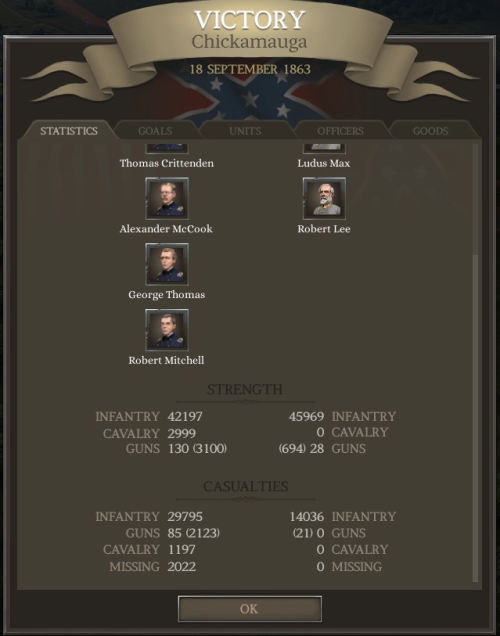 VICTORY
Chickamauga
18 SEPTEMBER 1863
STATISTICS GOALS UNITS OFFICERS GOODS
Thomas Crittenden Ludus Max
Alexander McCook Robert Lee
George Thomas
Robert Mitchell
STRENGTH
INFANTRY 42197 45969 INFANTRY
CAVALRY 2999 0 CAVALRY
GUNS 130 (3100) (694) 28 GUNS
CASUALTIES
INFANTRY 29795 14036 INFANTRY
GUNS 85 (2123) (21) 0 GUNS
CAVALRY 1197 0 CAVALRY
MISSING 2022 0 MISSING
OK